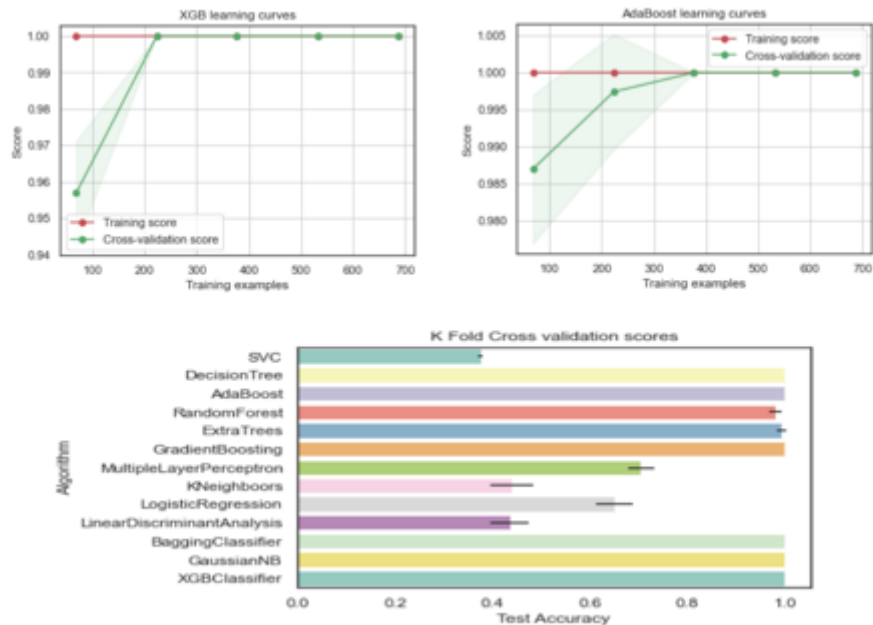 XGB learning curves
1.00
0.99
0.98
0.97
0.96
0.95
0.94
Score
Training score
Cross-validation score
100 200 300 400 500 600 700
Training examples
AdaBoost learning curves
1.005
1.000
0.995
0.990
0.985
0.980
Score
Training score
Cross-validation score
100 200 300 400 500 600 700
Training examples
K Fold Cross validation scores
Algorithm
SVC
DecisionTree
AdaBoost
RandomForest
ExtraTrees
GradientBoosting
MultipleLayerPerceptron
KNeighboors
LogisticRegression
LinearDiscriminantAnalysis
BaggingClassifier
GaussianNB
XGBClassifier
0.0 0.2 0.4 0.6 0.8 1.0
Test Accuracy